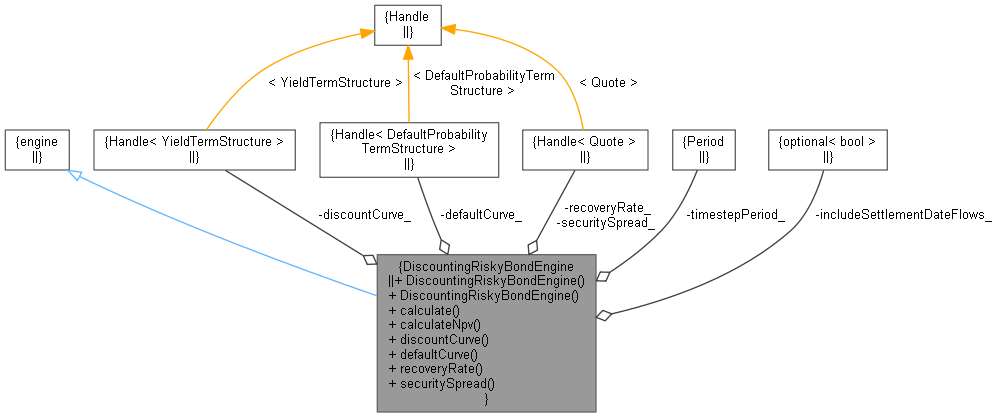 {Handle
||}
< YieldTermStructure >
< DefaultProbabilityTerm
Structure >
< Quote >
{engine
||}
{Handle< YieldTermStructure >
||}
{Handle< DefaultProbability
TermStructure >
||}
{Handle< Quote >
||}
{Period
||}
{optional< bool >
||}
-discountCurve_
-defaultCurve_
-recoveryRate_
-securitySpread_
-timestepPeriod_
-includeSettlementDateFlows_
{DiscountingRiskyBondEngine
||+ DiscountingRiskyBondEngine()
+ DiscountingRiskyBondEngine()
+ calculate()
+ calculateNpv()
+ discountCurve()
+ defaultCurve()
+ recoveryRate()
+ securitySpread()
}